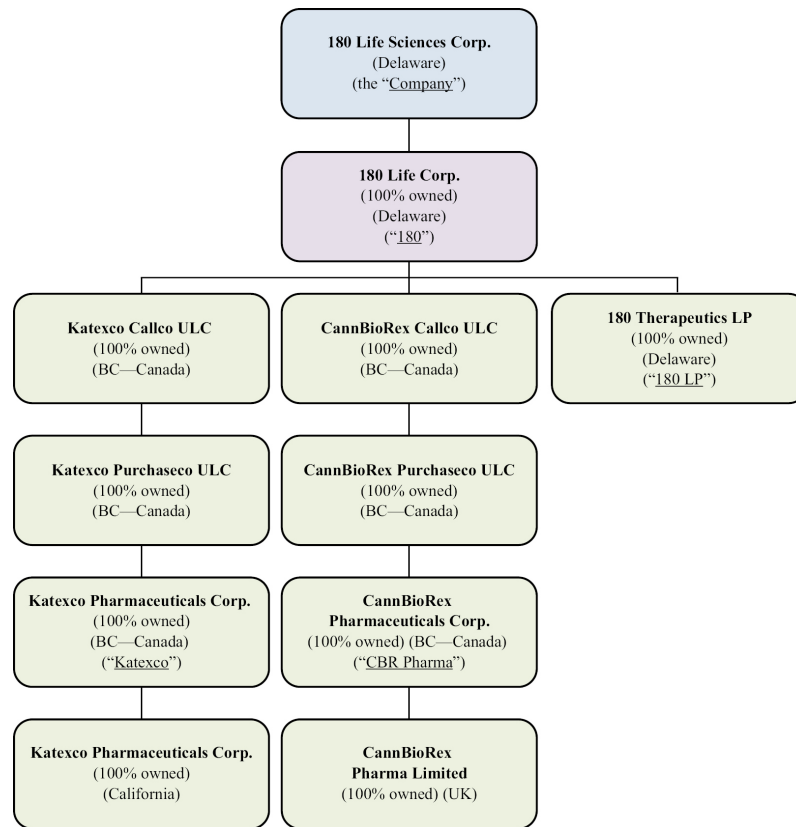 180 Life Sciences Corp.
(Delaware)
(the “Company”)
180 Life Corp.
(100% owned)
(Delaware)
(“180”)
Katexco Callco ULC
(100% owned)
(BC—Canada)
CannBioRex Callco ULC
(100% owned)
(BC—Canada)
180 Therapeutics LP
(100% owned)
(Delaware)
(“180 LP”)
Katexco Purchaseco ULC
(100% owned)
(BC—Canada)
CannBioRex Purchaseco ULC
(100% owned)
(BC—Canada)
Katexco Pharmaceuticals Corp.
(100% owned)
(BC—Canada)
(“Katexco”)
CannBioRex
Pharmaceuticals Corp.
(100% owned) (BC—Canada)
(“CBR Pharma”)
Katexco Pharmaceuticals Corp.
(100% owned)
(California)
CannBioRex
Pharma Limited
(100% owned) (UK)